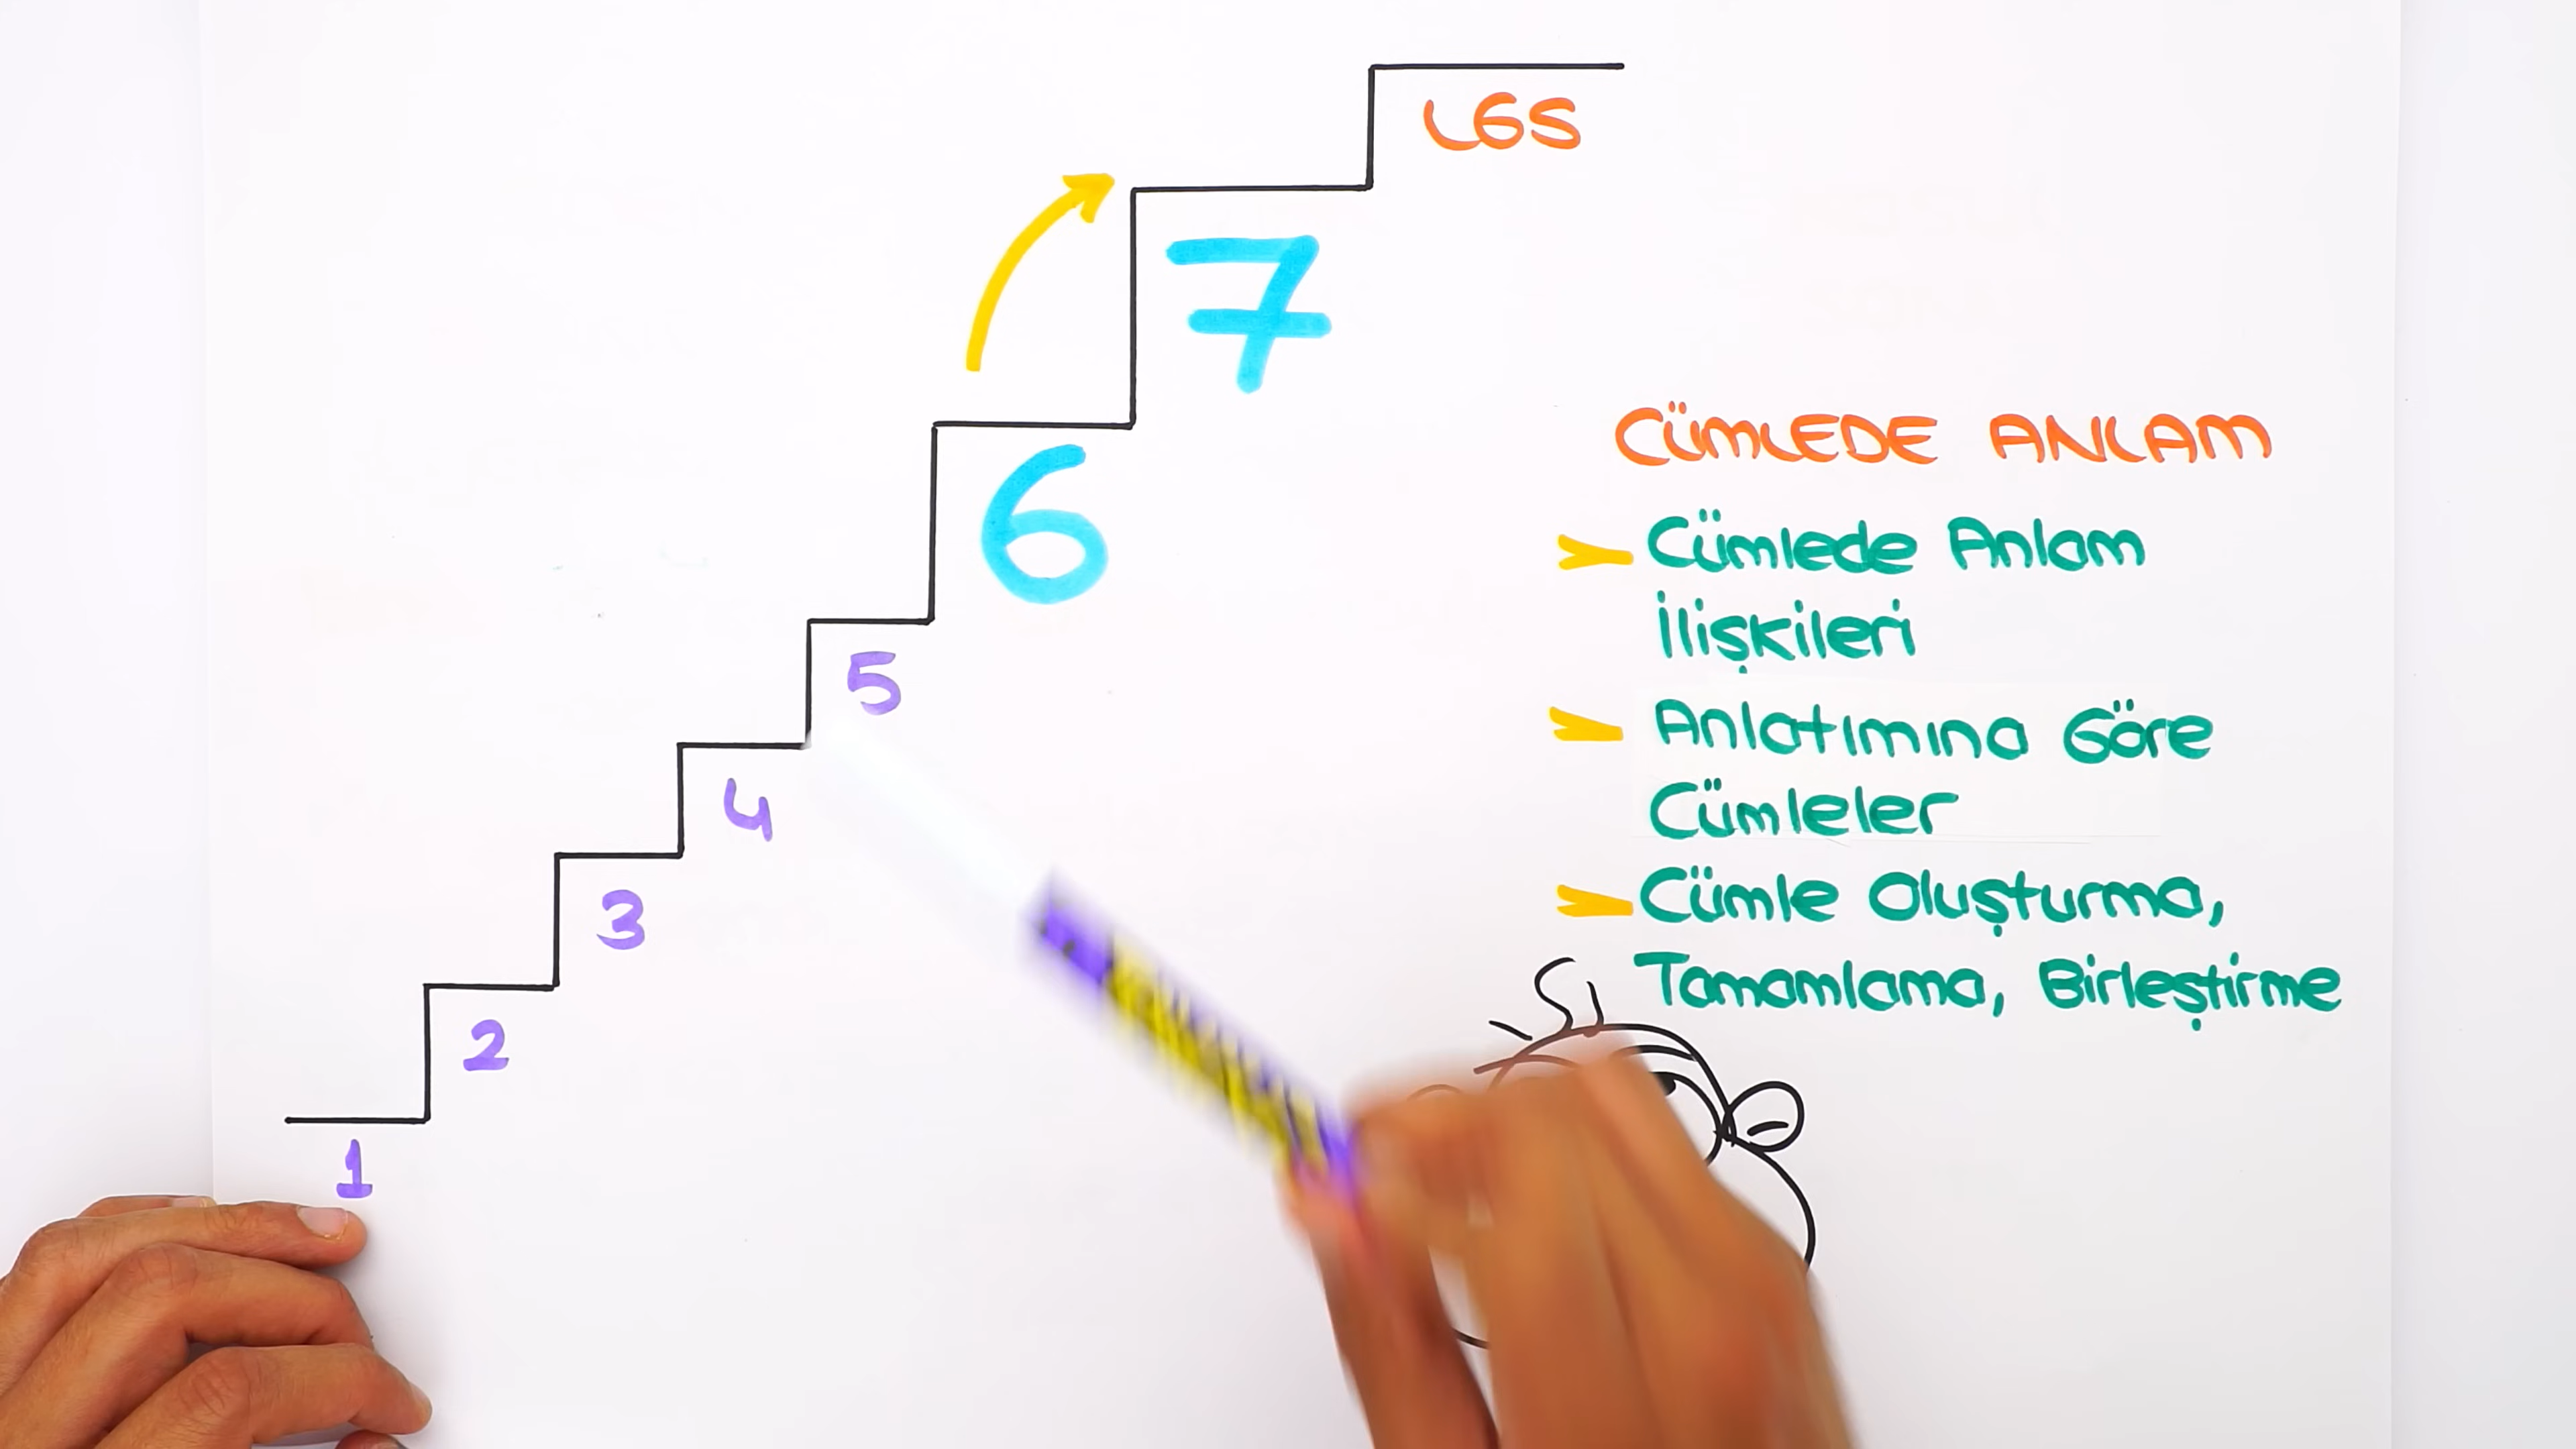 LGS
7
6
5
4
3
2
1
CÜMLEDE ANLAM
Cümlede Anlam
İlişkileri
Anlatımına Göre
Cümleler
Cümle Oluşturma,
Tamamlama, Birleştirme